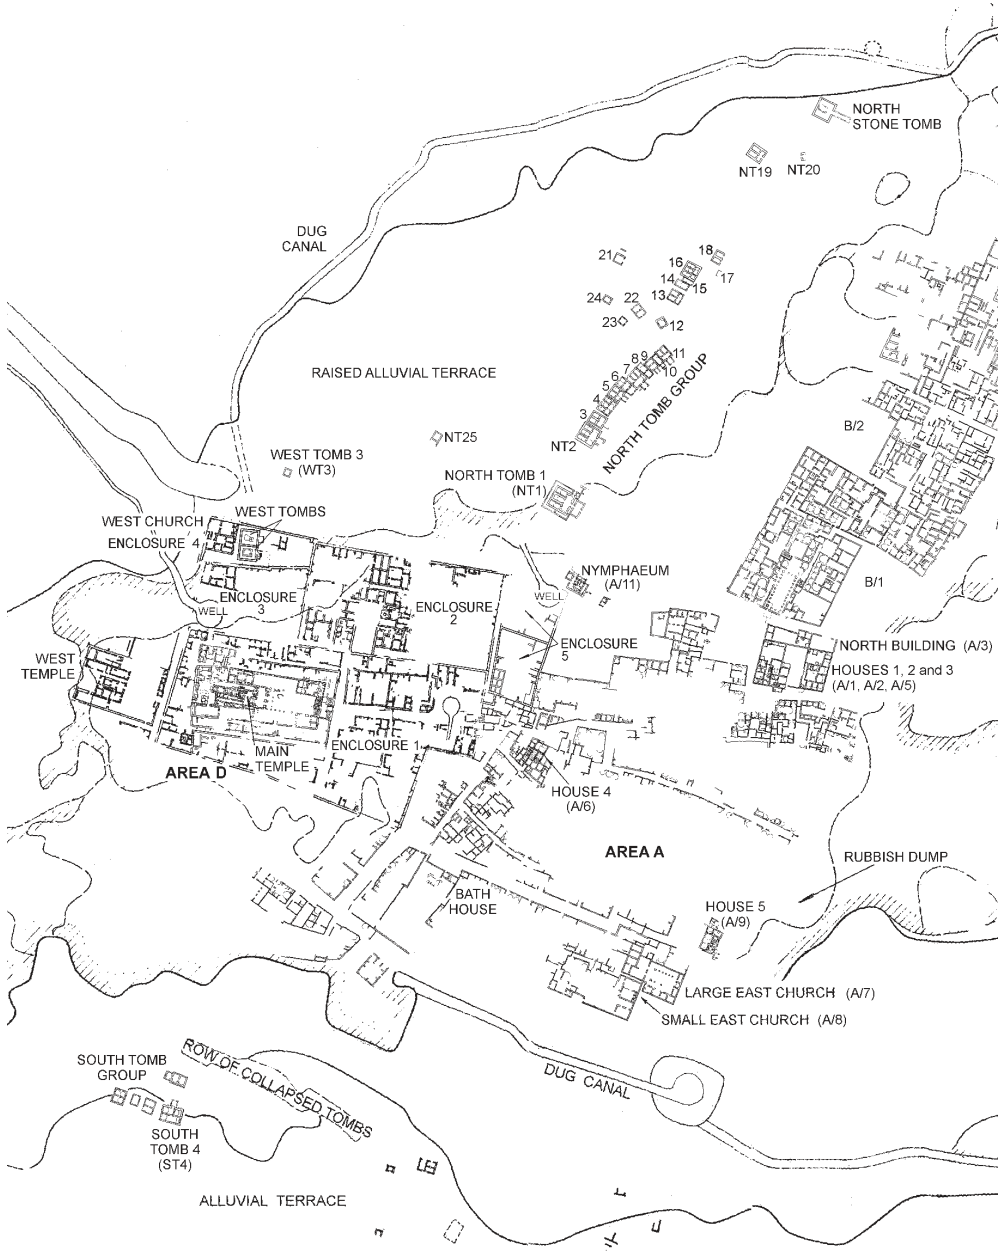 NORTH
STONE TOMB
NT19
NT20
DUG
CANAL
21
18
16
17
14
15
13
24
22
23
12
RAISED ALLUVIAL TERRACE
11
9
8
10
7
6
5
4
3
NT2
NORTH TOMB GROUP
B/2
NT25
WEST TOMB 3
(WT3)
NORTH TOMB 1
(NT1)
WEST TOMBS
WEST CHURCH
ENCLOSURE 4
NYMPHAEUM
(A/11)
B/1
WELL
ENCLOSURE
3
WELL
ENCLOSURE
2
ENCLOSURE
5
NORTH BUILDING (A/3)
WEST
TEMPLE
HOUSES 1, 2 and 3
(A/1, A/2, A/5)
MAIN
TEMPLE
ENCLOSURE 1
AREA D
HOUSE 4
(A/6)
AREA A
RUBBISH DUMP
BATH
HOUSE
HOUSE 5
(A/9)
LARGE EAST CHURCH (A/7)
SMALL EAST CHURCH (A/8)
DUG CANAL
SOUTH TOMB
GROUP
ROW OF COLLAPSED TOMBS
SOUTH
TOMB 4
(ST4)
ALLUVIAL TERRACE